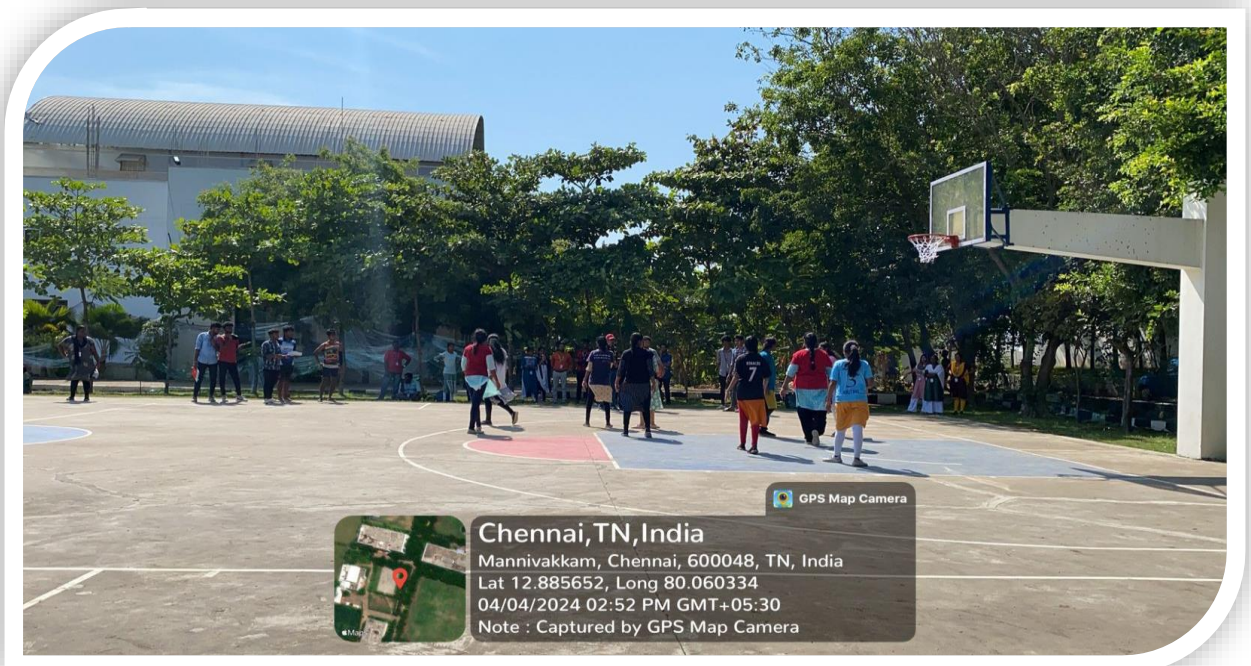 GPS Map Camera
Chennai,TN,India
Mannivakkam, Chennai, 600048, TN, India
Lat 12.885652, Long 80.060334
04/04/2024 02:52 PM GMT+05:30
Note : Captured by GPS Map Camera
7